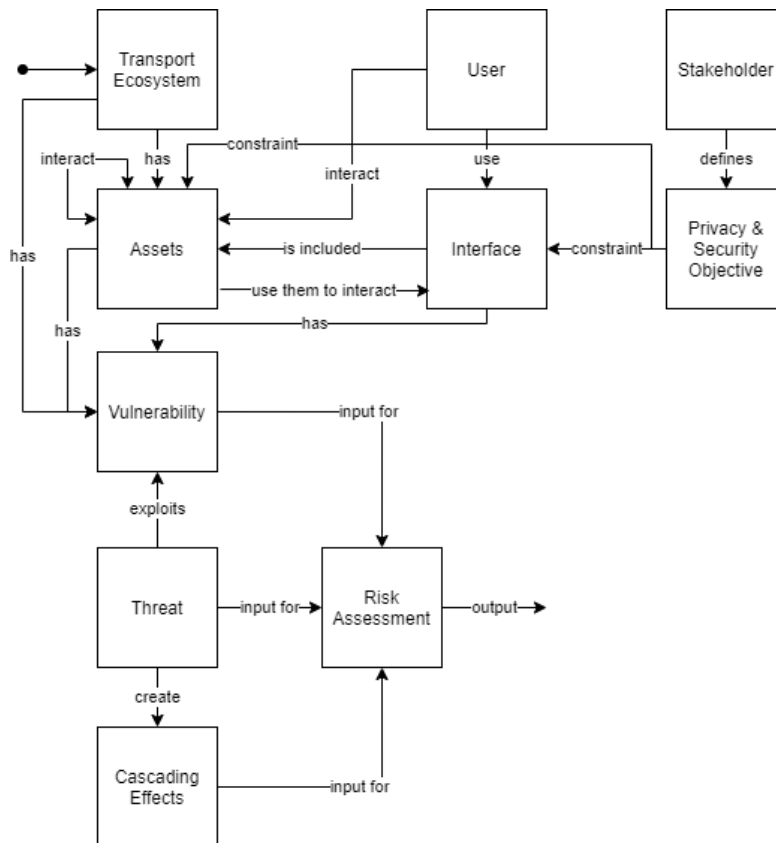 Transport
Ecosystem
User
Stakeholder
interact
has
constraint
use
defines
interact
has
Assets
is included
Interface
constraint
Privacy &
Security
Objective
use them to interact
has
has
Vulnerability
input for
exploits
Threat
input for
Risk
Assessment
output
create
Cascading
Effects
input for